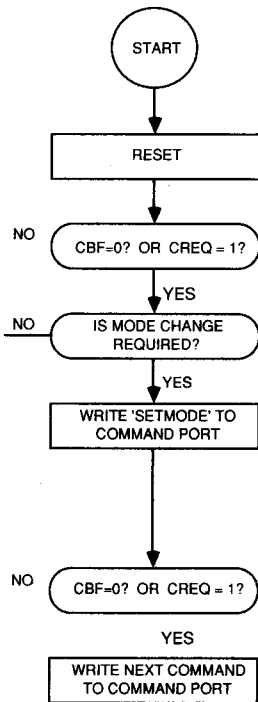 START
RESET
NO
CBF=0? OR CREQ = 1?
YES
NO
IS MODE CHANGE
REQUIRED?
YES
WRITE 'SETMODE' TO
COMMAND PORT
NO
CBF=0? OR CREQ = 1?
YES
WRITE NEXT COMMAND
TO COMMAND PORT